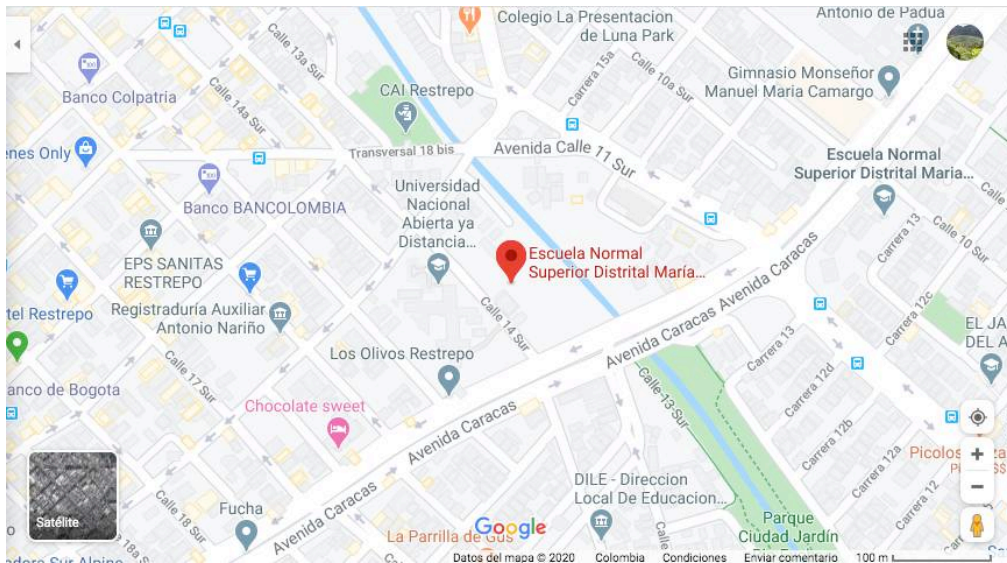 Colegio La Presentacion
de Luna Park
Antonio de Padua
Calle 13a Sur
Carrera 15a
Calle 10a Sur
Gimnasio Monseñor
Manuel Maria Camargo
Banco Colpatria
CAI Restrepo
Calle 14a Sur
enes Only
Transversal 18 bis
Avenida Calle 11 Sur
Escuela Normal
Superior Distrital Maria...
Banco BANCOLOMBIA
Universidad
Nacional
Abierta ya
Distancia...
Escuela Normal
Superior Distrital María...
Carrera 13
Calle 10 Sur
EPS SANITAS
RESTREPO
Avenida Caracas
Avenida Caracas
tel Restrepo
Registraduría Auxiliar
Antonio Nariño
Calle 14 Sur
Carrera 12c
EL JA
DEL A
Los Olivos Restrepo
Carrera 13
Carrera 12d
anco de Bogota
Calle 17 Sur
Calle 13 Sur
Chocolate sweet
Avenida Caracas
Carrera 12b
Carrera 12a
Picolos
za
Carrera 12
DILE - Direccion
Local De Educacion...
Satélite
Calle 18 Sur
Fucha
Avenida Caracas
Google
La Parrilla de Gus
Parque
Ciudad Jardín
18a S
Datos del mapa © 2020 Colombia Condiciones Enviar comentario 100 m